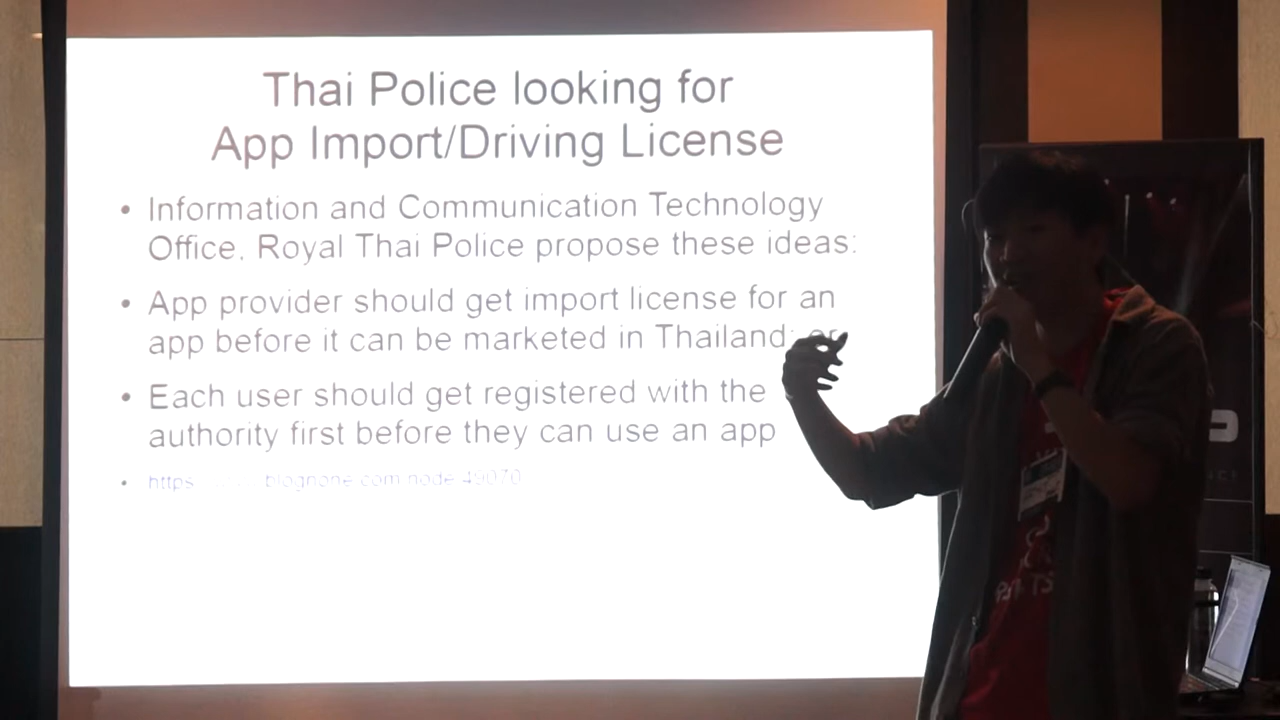 Thai Police looking for
App Import/Driving License
• Information and Communication Technology
Office, Royal Thai Police propose these ideas:
• App provider should get import license for an
app before it can be marketed in Thailand; or
• Each user should get registered with the
authority first before they can use an app
• https blognone.com/node/49070